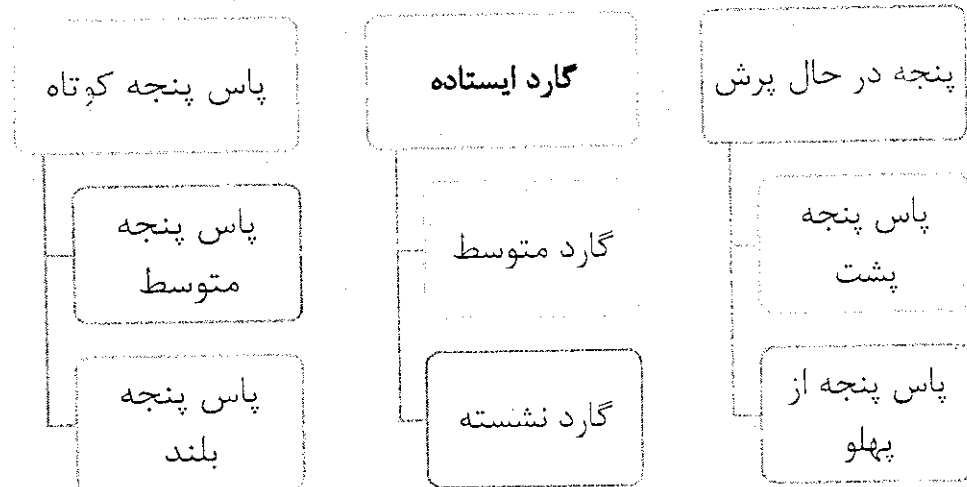 پنجه در حال پرش
پاس پنجه
پشت
پاس پنجه از
پهلو
گارد ایستاده
گارد متوسط
گارد نشسته
پاس پنجه کوتاه
پاس پنجه
متوسط
پاس پنجه
بلند